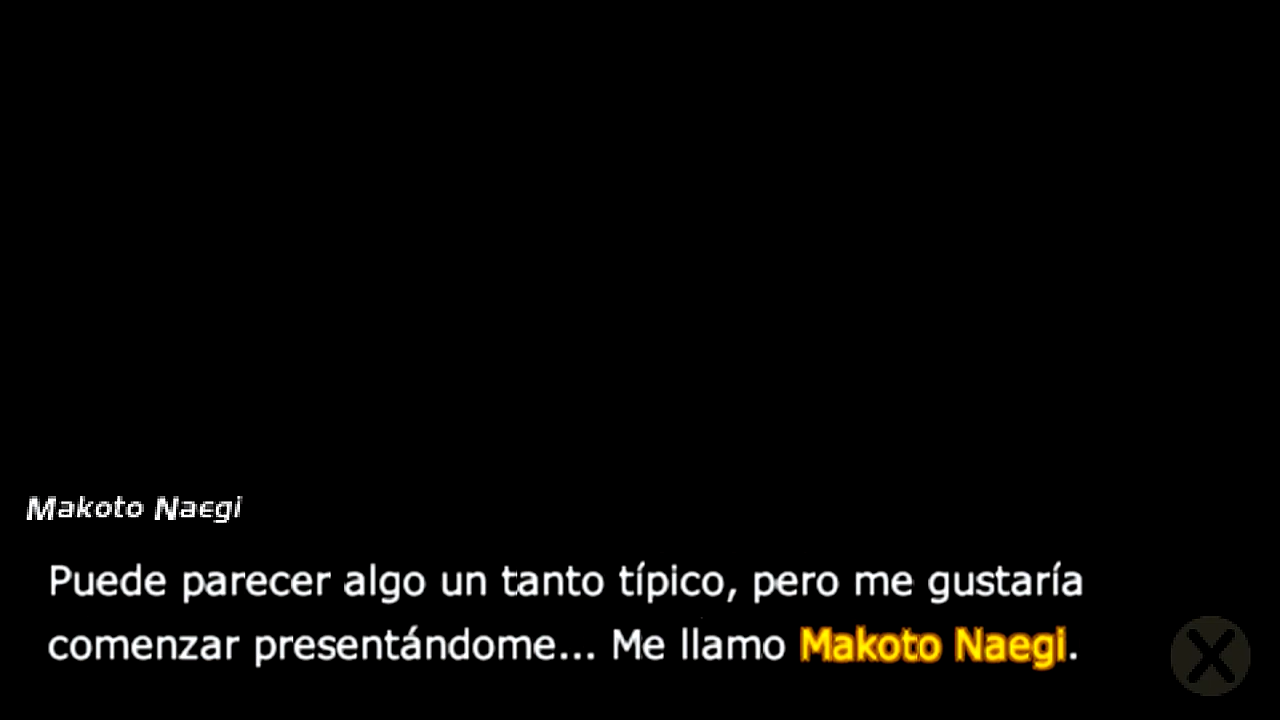 Makoto Naegi
Puede parecer algo un tanto típico, pero me gustaría
comenzar presentándome... Me llamo Makoto Naegi.
X